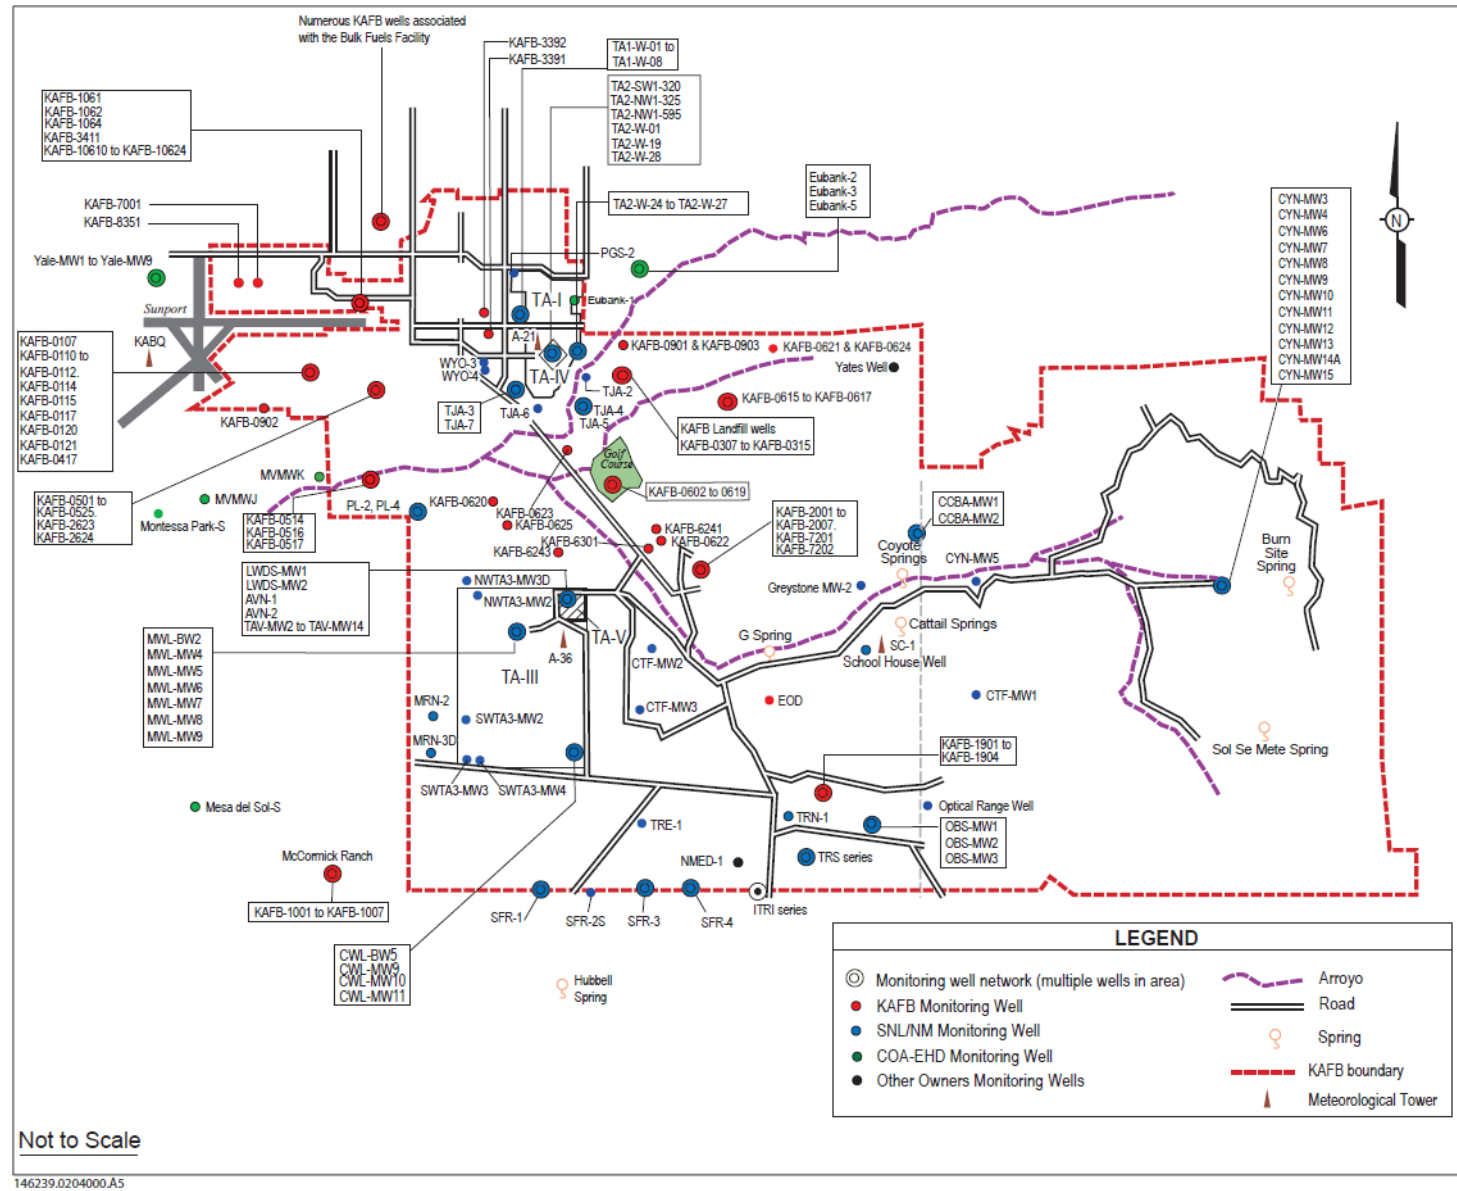 Numerous KAFB wells associated
with the Bulk Fuels Facility
KAFB-3392
KAFB-3391
TA1-W-01 to
TA1-W-08
TA2-SW1-320
TA2-NW1-325
TA2-NW1-595
TA2-W-01
TA2-W-19
TA2-W-28
KAFB-1061
KAFB-1062
KAFB-1064
KAFB-3411
KAFB-10610 to KAFB-10624
Eubank-2
Eubank-3
Eubank-5
CYN-MW3
CYN-MW4
CYN-MW6
CYN-MW7
CYN-MW8
CYN-MW9
CYN-MW10
CYN-MW11
CYN-MW12
CYN-MW13
CYN-MW14A
CYN-MW15
N
KAFB-7001
KAFB-8351
TA2-W-24 to TA2-W-27
Yale-MW1 to Yale-MW9
PGS-2
TA-I
Eubank-1
Sunport
KABQ
A-21
KAFB-0901 & KAFB-0903
KAFB-0621 & KAFB-0624
Yates Well
KAFB-0107
KAFB-0110 to
KAFB-0112.
KAFB-0114
KAFB-0115
KAFB-0117
KAFB-0120
KAFB-0121
KAFB-0417
WYO-3
WYO-4
TA-IV
TJA-2
TJA-3
TJA-7
TJA-6
TJA-4
TJA-5
KAFB-0615 to KAFB-0617
KAFB-0902
KAFB Landfill wells
KAFB-0307 to KAFB-0315
Golf
Course
MVMWK
MVMWJ
Montessa Park-S
KAFB-0501 to
KAFB-0525.
KAFB-2623
KAFB-2624
KAFB-0514
KAFB-0516
KAFB-0517
PL-2, PL-4
KAFB-0620
KAFB-0623
KAFB-0625
KAFB-0602 to 0619
KAFB-6301
KAFB-6243
KAFB-6241
KAFB-0622
KAFB-2001 to
KAFB-2007.
KAFB-7201
KAFB-7202
CCBA-MW1
CCBA-MW2
Coyote
Springs
CYN-MW5
Burn
Site
Spring
LWDS-MW1
LWDS-MW2
AVN-1
AVN-2
TAV-MW2 to TAV-MW14
NWTA3-MW3D
NWTA3-MW2
Greystone MW-2
MWL-BW2
MWL-MW4
MWL-MW5
MWL-MW6
MWL-MW7
MWL-MW8
MWL-MW9
TA-V
A-36
TA-III
CTF-MW2
G Spring
Cattail Springs
SC-1
School House Well
MRN-2
SWTA3-MW2
CTF-MW3
EOD
CTF-MW1
Sol Se Mete Spring
MRN-3D
SWTA3-MW3
SWTA3-MW4
KAFB-1901 to
KAFB-1904
Mesa del Sol-S
TRE-1
TRN-1
Optical Range Well
OBS-MW1
OBS-MW2
OBS-MW3
McCormick Ranch
KAFB-1001 to KAFB-1007
NMED-1
TRS series
SFR-1
SFR-2S
SFR-3
SFR-4
ITRI series
CWL-BW5
CWL-MW9
CWL-MW10
CWL-MW11
Hubbell
Spring
LEGEND
Monitoring well network (multiple wells in area)
KAFB Monitoring Well
SNL/NM Monitoring Well
COA-EHD Monitoring Well
Other Owners Monitoring Wells
Arroyo
Road
Spring
KAFB boundary
Meteorological Tower
Not to Scale
146239.0204000.A5